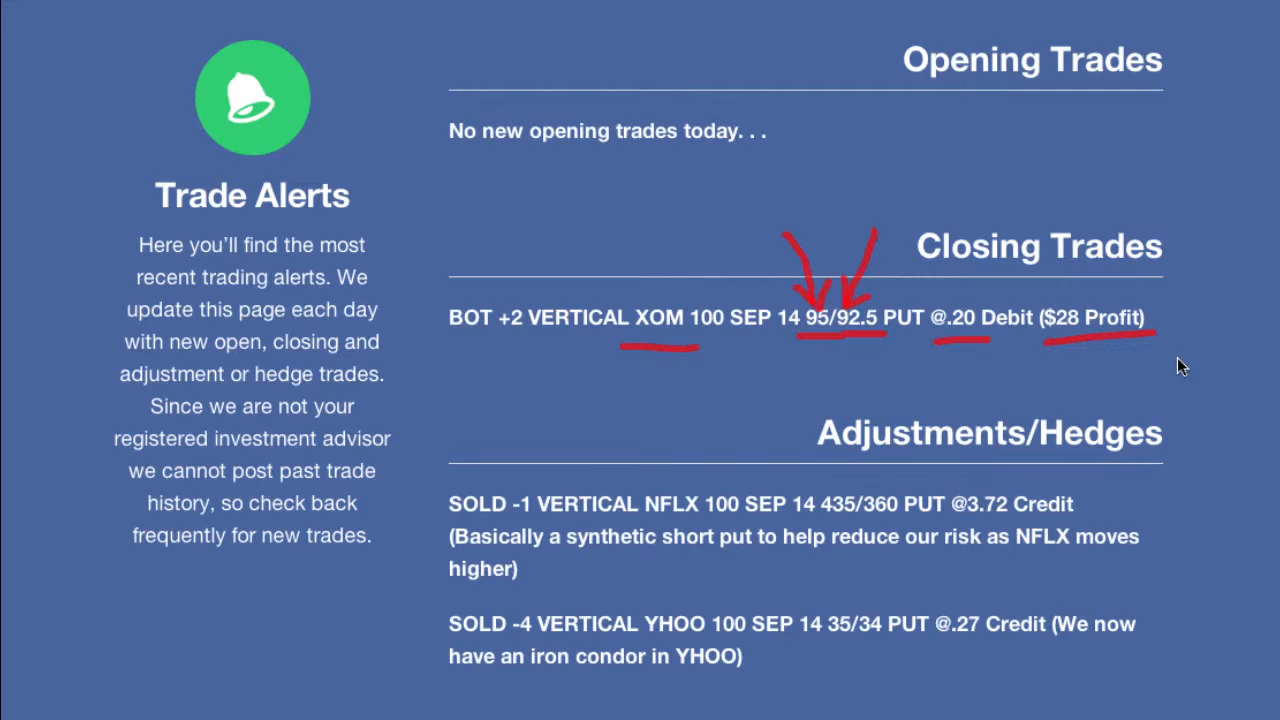 Trade Alerts
Here you’ll find the most
recent trading alerts. We
update this page each day
with new open, closing and
adjustment or hedge trades.
Since we are not your
registered investment advisor
we cannot post past trade
history, so check back
frequently for new trades.
Opening Trades
No new opening trades today. . .
Closing Trades
BOT +2 VERTICAL XOM 100 SEP 14 95/92.5 PUT @.20 Debit ($28 Profit)
Adjustments/Hedges
SOLD -1 VERTICAL NFLX 100 SEP 14 435/360 PUT @3.72 Credit
(Basically a synthetic short put to help reduce our risk as NFLX moves
higher)
SOLD -4 VERTICAL YHOO 100 SEP 14 35/34 PUT @.27 Credit (We now
have an iron condor in YHOO)